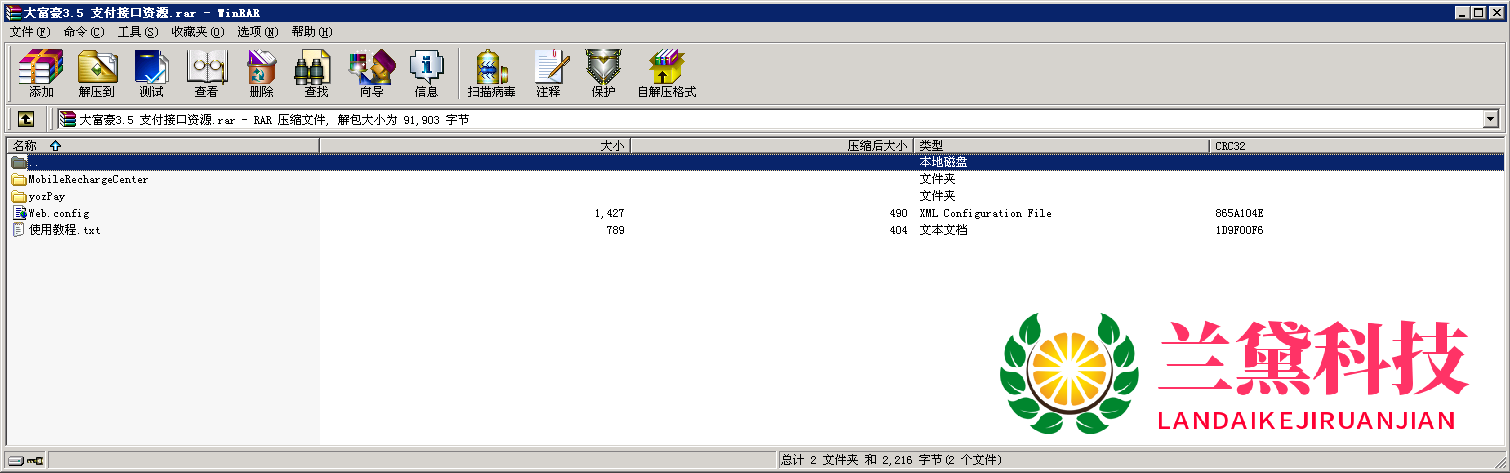 大富豪3.5 支付接口资源.rar - WinRAR
文件(F) 命令(C) 工具(S) 收藏夹(O) 选项(N) 帮助(H)
添加 解压到 测试 查看 删除 查找 向导 信息 扫描病毒 注释 保护 自解压格式
大富豪3.5 支付接口资源.rar - RAR 压缩文件, 解包大小为 91,903 字节
名称 大小 压缩后大小 类型 CRC32
.. 本地磁盘
MobileRechargeCenter 文件夹
yozPay 文件夹
Web.config 1,427 490 XML Configuration File 865A104E
使用教程.txt 789 404 文本文档 1D9F00F6
兰黛科技
LANDAIKEJIRUANJIAN
总计 2 文件夹 和 2,216 字节(2 个文件)